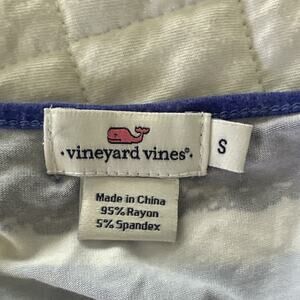 vineyard vines®
S
Made in China
95% Rayon
5% Spandex